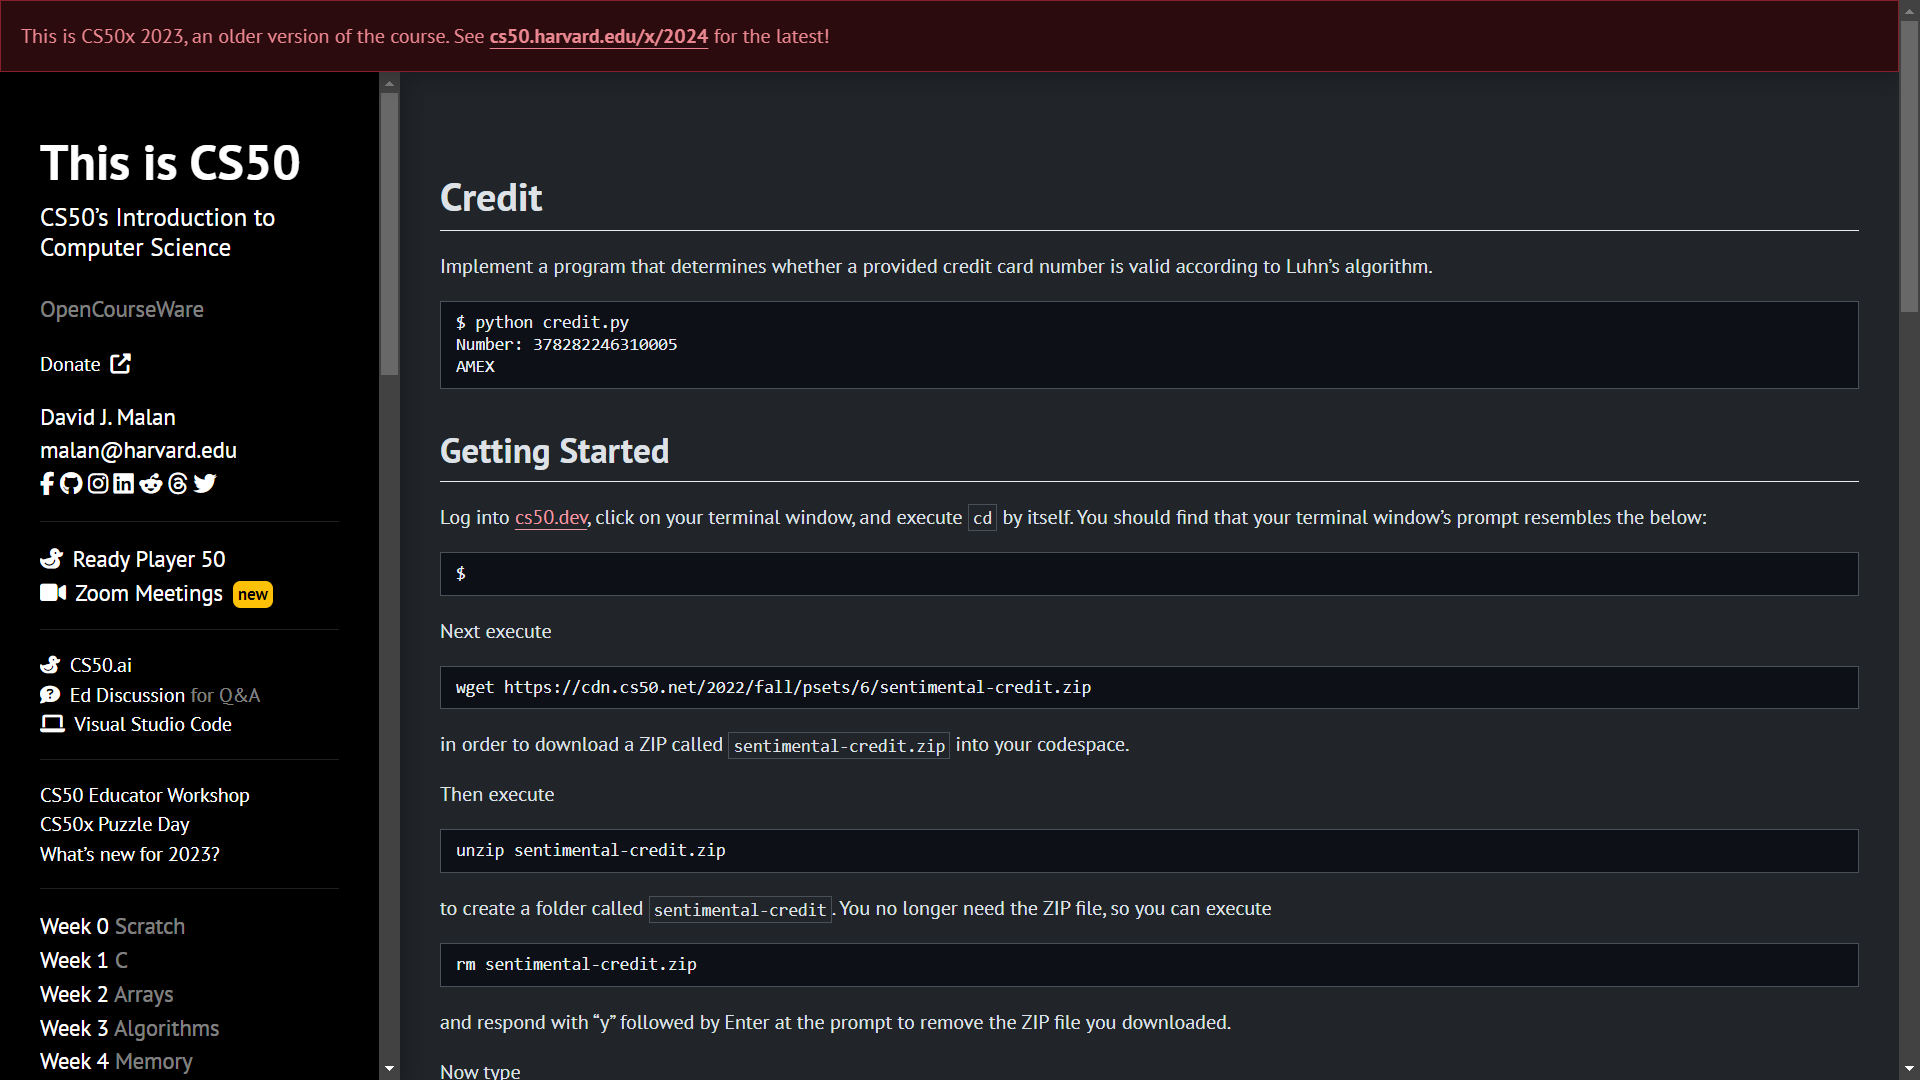 This is CS50x 2023, an older version of the course. See cs50.harvard.edu/x/2024 for the latest!
This is CS50
CS50’s Introduction to
Computer Science
OpenCourseWare
Donate
David J. Malan
malan@harvard.edu
Ready Player 50
Zoom Meetings new
CS50.ai
Ed Discussion for Q&A
Visual Studio Code
CS50 Educator Workshop
CS50x Puzzle Day
What’s new for 2023?
Week 0 Scratch
Week 1 C
Week 2 Arrays
Week 3 Algorithms
Week 4 Memory
Credit
Implement a program that determines whether a provided credit card number is valid according to Luhn’s algorithm.
$ python credit.py
Number: 378282246310005
AMEX
Getting Started
Log into cs50.dev, click on your terminal window, and execute cd by itself. You should find that your terminal window’s prompt resembles the below:
$
Next execute
wget https://cdn.cs50.net/2022/fall/psets/6/sentimental-credit.zip
in order to download a ZIP called sentimental-credit.zip into your codespace.
Then execute
unzip sentimental-credit.zip
to create a folder called sentimental-credit. You no longer need the ZIP file, so you can execute
rm sentimental-credit.zip
and respond with “y” followed by Enter at the prompt to remove the ZIP file you downloaded.
Now type